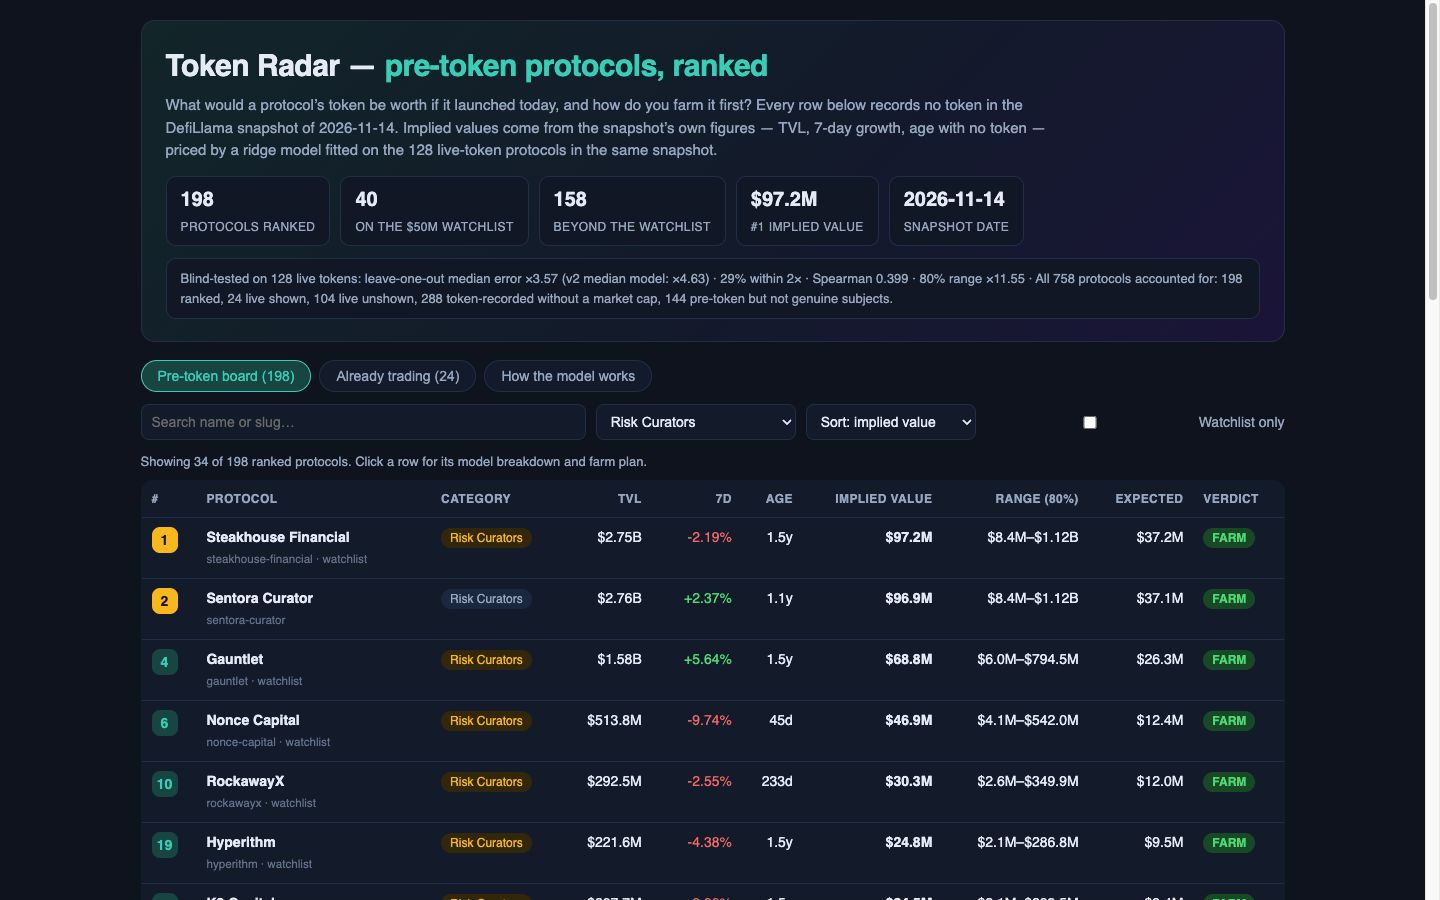 Token Radar — pre-token protocols, ranked
What would a protocol's token be worth if it launched today, and how do you farm it first? Every row below records no token in the
DefiLlama snapshot of 2026-11-14. Implied values come from the snapshot's own figures — TVL, 7-day growth, age with no token —
priced by a ridge model fitted on the 128 live-token protocols in the same snapshot.
198 40 158 $97.2M 2026-11-14
PROTOCOLS RANKED ON THE $50M WATCHLIST BEYOND THE WATCHLIST #1 IMPLIED VALUE SNAPSHOT DATE
Blind-tested on 128 live tokens: leave-one-out median error ×3.57 (v2 median model: ×4.63) · 29% within 2× · Spearman 0.399 · 80% range ×11.55 · All 758 protocols accounted for: 198
ranked, 24 live shown, 104 live unshown, 288 token-recorded without a market cap, 144 pre-token but not genuine subjects.
Pre-token board (198) Already trading (24) How the model works
Search name or slug… Risk Curators Sort: implied value Watchlist only
Showing 34 of 198 ranked protocols. Click a row for its model breakdown and farm plan.
# PROTOCOL CATEGORY TVL 7D AGE IMPLIED VALUE RANGE (80%) EXPECTED VERDICT
1 Steakhouse Financial Risk Curators $2.75B -2.19% 1.5y $97.2M $8.4M–$1.12B $37.2M FARM
steakhouse-financial · watchlist
2 Sentora Curator Risk Curators $2.76B +2.37% 1.1y $96.9M $8.4M–$1.12B $37.1M FARM
sentora-curator
4 Gauntlet Risk Curators $1.58B +5.64% 1.5y $68.8M $6.0M–$794.5M $26.3M FARM
gauntlet · watchlist
6 Nonce Capital Risk Curators $513.8M -9.74% 45d $46.9M $4.1M–$542.0M $12.4M FARM
nonce-capital · watchlist
10 RockawayX Risk Curators $292.5M -2.55% 233d $30.3M $2.6M–$349.9M $12.0M FARM
rockawayx · watchlist
19 Hyperithm Risk Curators $221.6M -4.38% 1.5y $24.8M $2.1M–$286.8M $9.5M FARM
hyperithm · watchlist